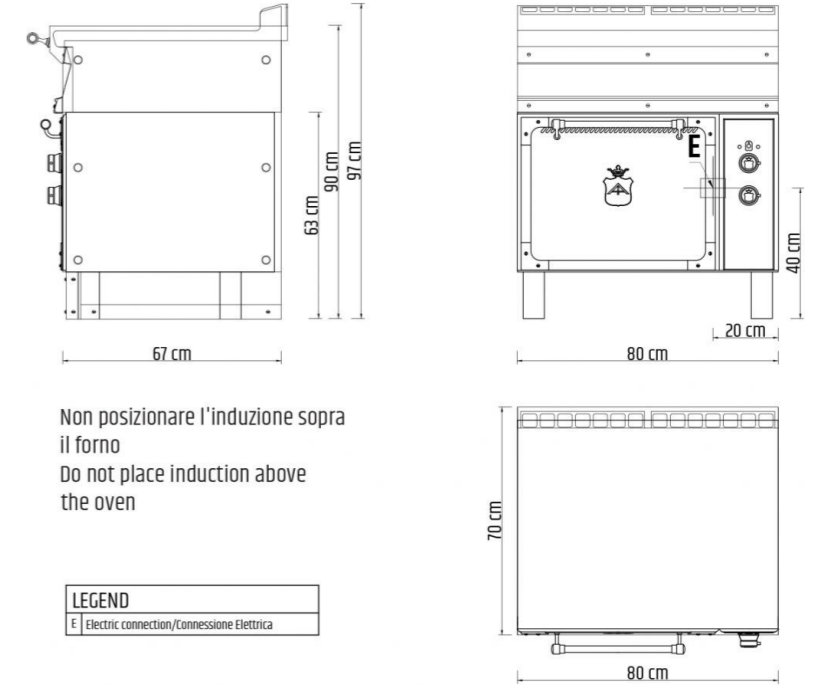 63 cm
90 cm
97 cm
67 cm
E
40 cm
20 cm
80 cm
Non posizionare l'induzione sopra
il forno
Do not place induction above
the oven
LEGEND
E Electric connection/Connessione Elettrica
70 cm
80 cm